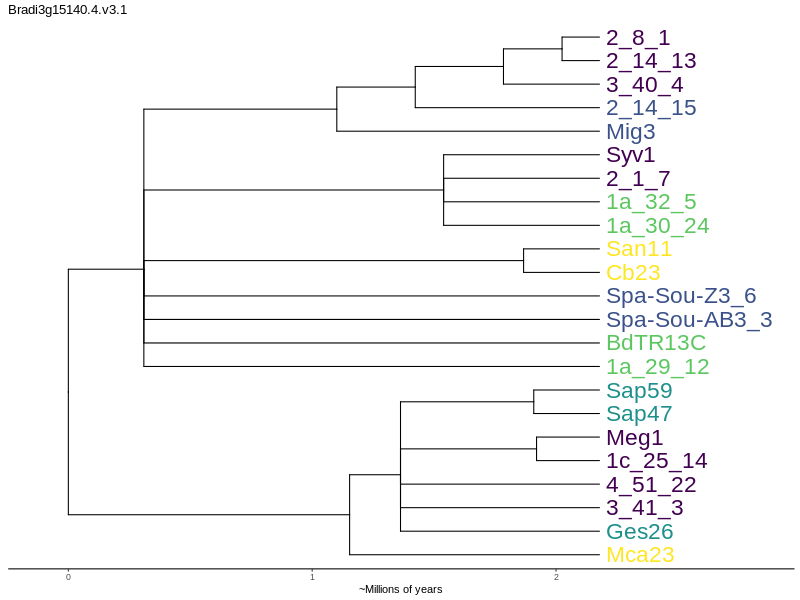 Bradi3g15140.4.v3.1
2_8_1
2_14_13
3_40_4
2_14_15
Mig3
Syv1
2_1_7
1a_32_5
1a_30_24
San11
Cb23
Spa-Sou-Z3_6
Spa-Sou-AB3_3
BdTR13C
1a_29_12
Sap59
Sap47
Meg1
1c_25_14
4_51_22
3_41_3
Ges26
Mca23
0 1 2
~Millions of years